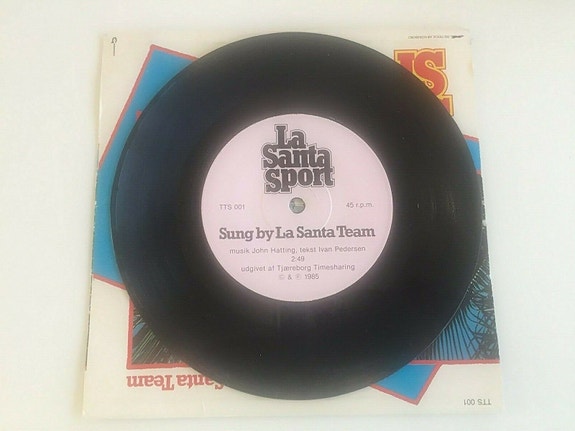 La
Santa
Sport
TTS 001
45 r.p.m.
Sung by La Santa Team
musik John Hatting, tekst Ivan Pedersen
2:49
udgivet af Tjæreborg Timesharing
© & ℗ 1985
Santa Team
TTS 001